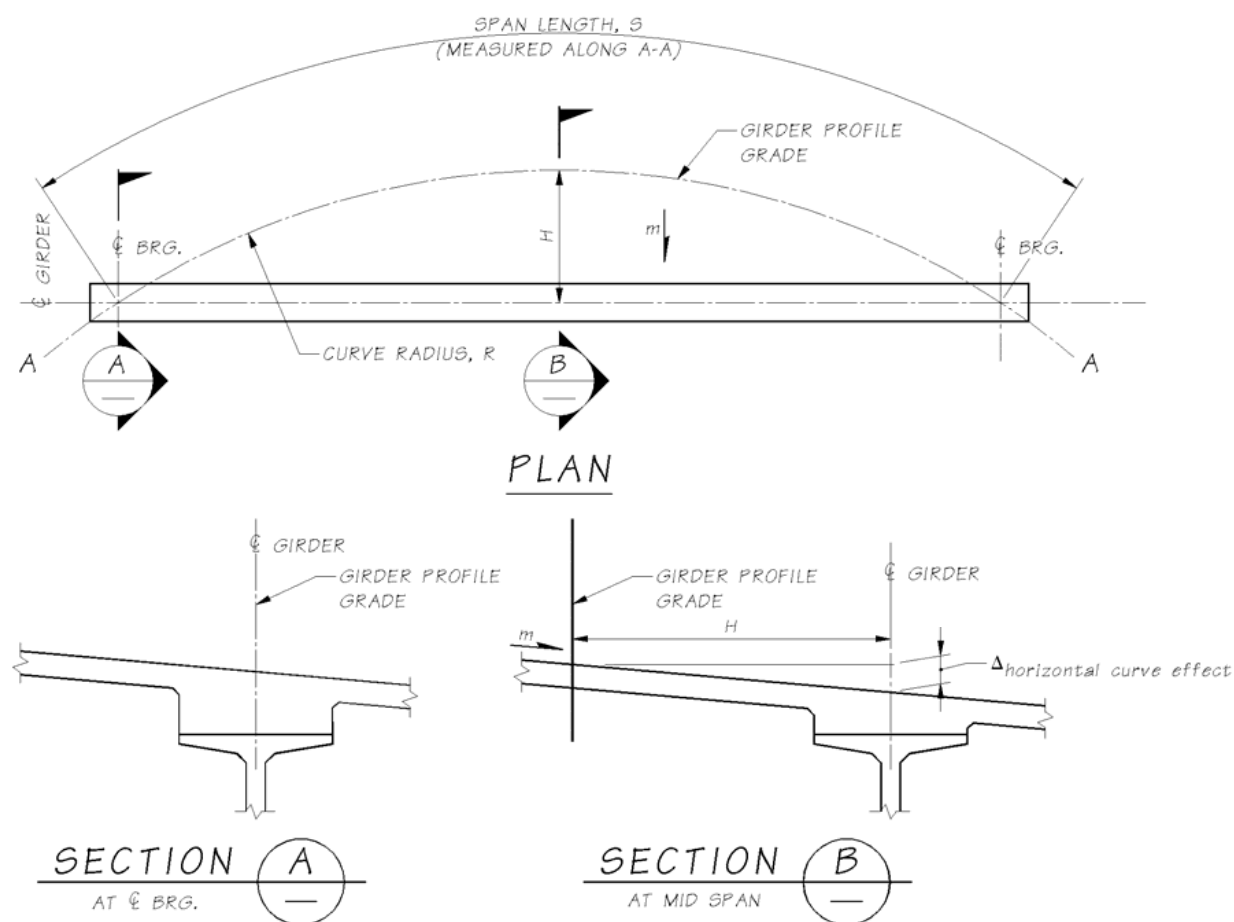 SPAN LENGTH, S
(MEASURED ALONG A-A)
GIRDER PROFILE
GRADE
H
m
℄ GIRDER
℄ BRG.
℄ BRG.
A
CURVE RADIUS, R
A
A
B
PLAN
℄ GIRDER
GIRDER PROFILE
GRADE
GIRDER PROFILE
GRADE
℄ GIRDER
H
m
Δhorizontal curve effect
SECTION A
AT ℄ BRG.
SECTION B
AT MID SPAN